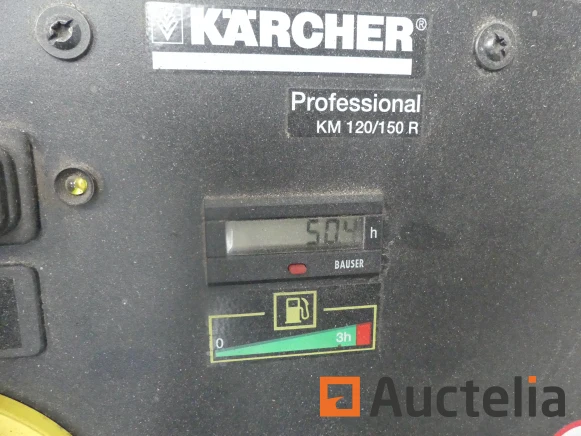 KÄRCHER®
Professional
KM 120/150 R
504 h
BAUSER
0 3h
Auctelia